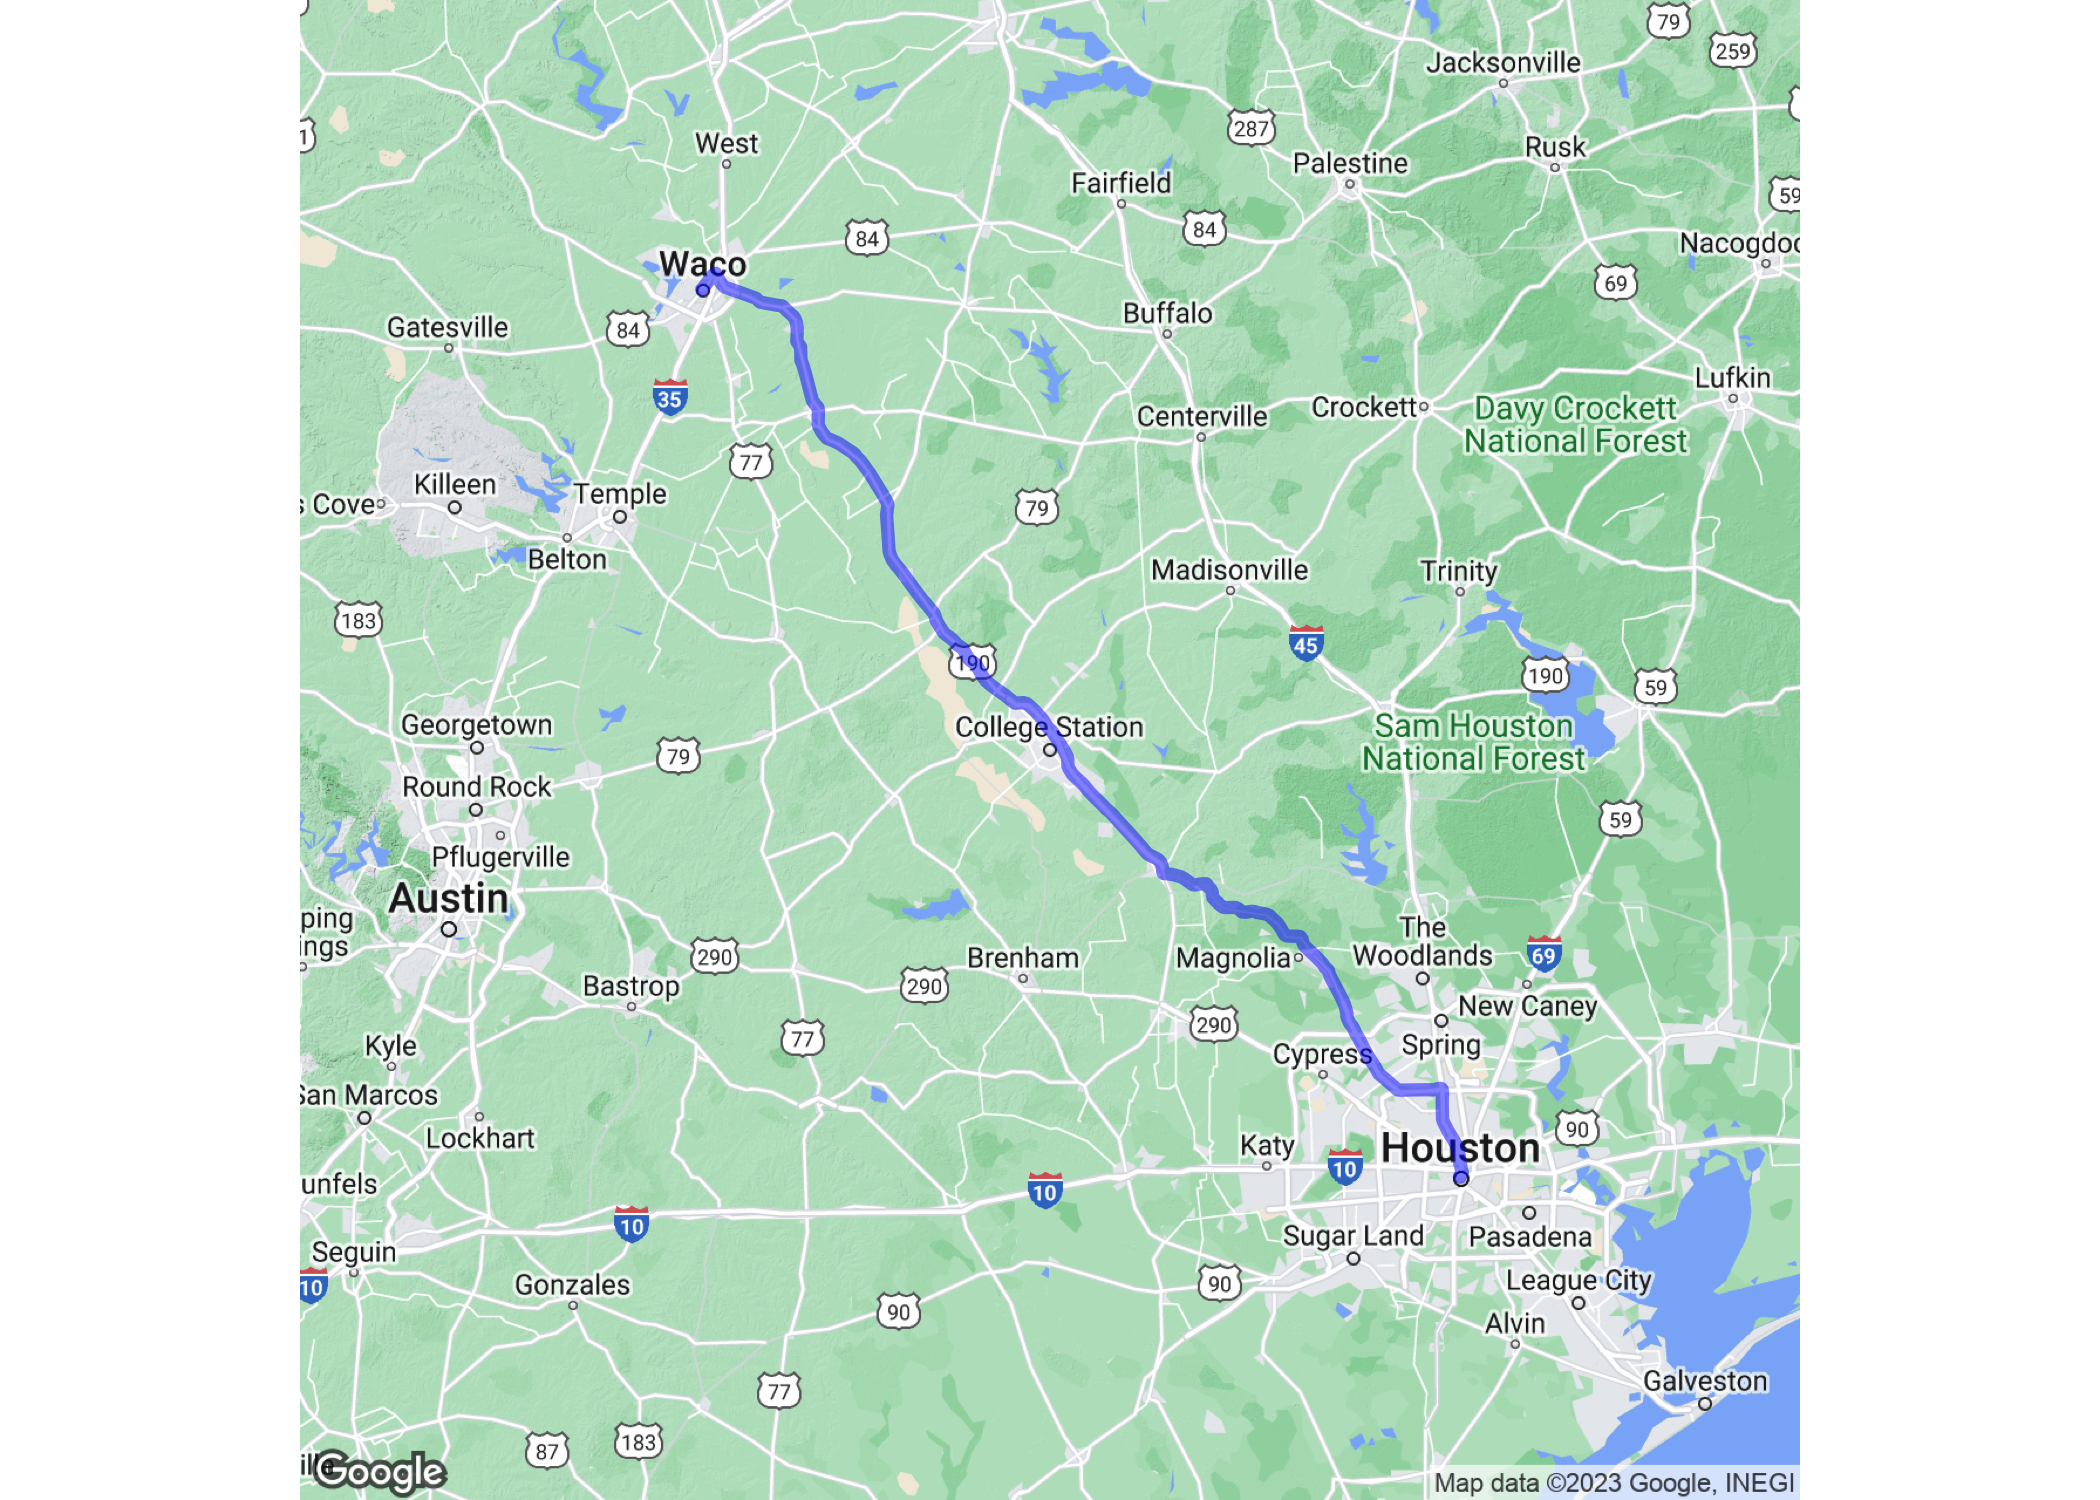 79
259
Jacksonville
1
287
West
Rusk
Palestine
Fairfield
59
84
84
Nacogdoc
Waco
69
Buffalo
Gatesville
84
Lufkin
35
Crockett
Davy Crockett
National Forest
Centerville
77
Killeen
Temple
s Cove
79
Belton
Madisonville
Trinity
183
45
190
190
59
Georgetown
College Station
Sam Houston
National Forest
79
Round Rock
59
Pflugerville
Austin
ping
ngs
The
Woodlands
290
Brenham
Magnolia
69
Bastrop
290
New Caney
290
77
Kyle
Cypress
Spring
San Marcos
Lockhart
90
Katy
Houston
10
unfels
10
10
Sugar Land
Pasadena
Seguin
10
Gonzales
90
League City
90
Alvin
77
Galveston
87
183
Google
Map data ©2023 Google, INEGI